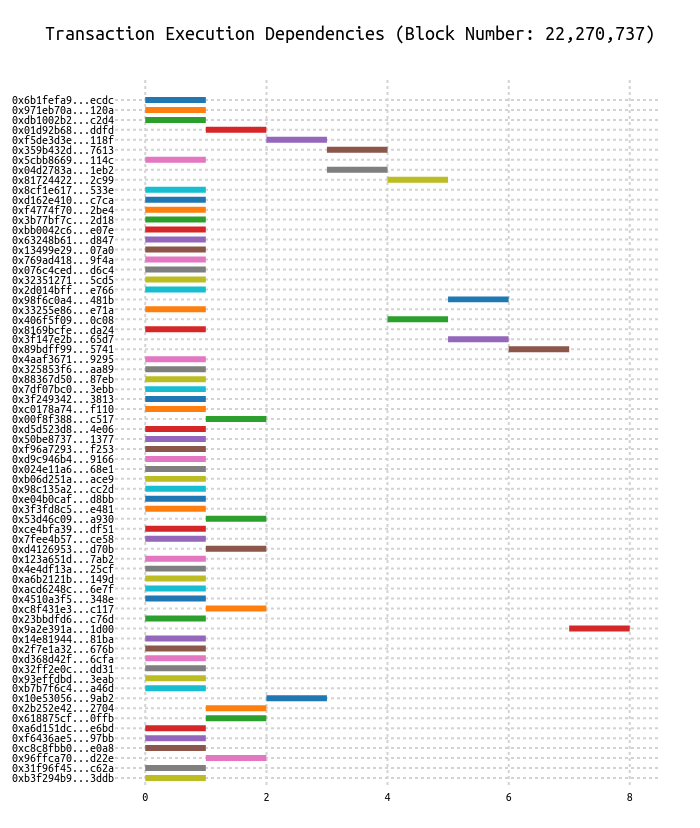 Transaction Execution Dependencies (Block Number: 22,270,737)
0x6b1fefa9...ecdc
0x971eb70a...120a
0xdb1002b2...c2d4
0x01d92b68...ddfd
0xf5de3d3e...118f
0x359b432d...7613
0x5cbb8669...114c
0x04d2783a...1eb2
0x81724422...2c99
0x8cf1e617...533e
0xd162e410...c7ca
0xf4774f70...2be4
0x3b77bf7c...2d18
0xbb0042c6...e07e
0x63248b61...d847
0x13499e29...07a0
0x769ad418...9f4a
0x076c4ced...d6c4
0x32351271...5cd5
0x2d014bff...e766
0x98f6c0a4...481b
0x33255e86...e71a
0x406f5f09...0c08
0x8169bcfe...da24
0x3f147e2b...65d7
0x89bdff99...5741
0x4aaf3671...9295
0x325853f6...aa89
0x88367d50...87eb
0x7df07bc0...3ebb
0x3f249342...3813
0xc0178a74...f110
0x00f8f388...c517
0xd5d523d8...4e06
0x50be8737...1377
0xf96a7293...f253
0xd9c946b4...9166
0x024e11a6...68e1
0xb06d251a...ace9
0x98c135a2...cc2d
0xe04b0caf...d8bb
0x3f3fd8c5...e481
0x53d46c09...a930
0xce4bfa39...df51
0x7fee4b57...ce58
0xd4126953...d70b
0x123a651d...7ab2
0x4e4df13a...25cf
0xa6b2121b...149d
0xacd6248c...6e7f
0x4510a3f5...348e
0xc8f431e3...c117
0x23bbdfd6...c76d
0x9a2e391a...1d00
0x14e81944...81ba
0x2f7e1a32...676b
0xd368d42f...6cfa
0x32ff2e0c...dd31
0x93effdbd...3eab
0xb7b7f6c4...a46d
0x10e53056...9ab2
0x2b252e42...2704
0x618875cf...0ffb
0xa6d151dc...e6bd
0xf6436ae5...97bb
0xc8c8fbb0...e0a8
0x96ffca70...d22e
0x31f96f45...c62a
0xb3f294b9...3ddb
0 2 4 6 8